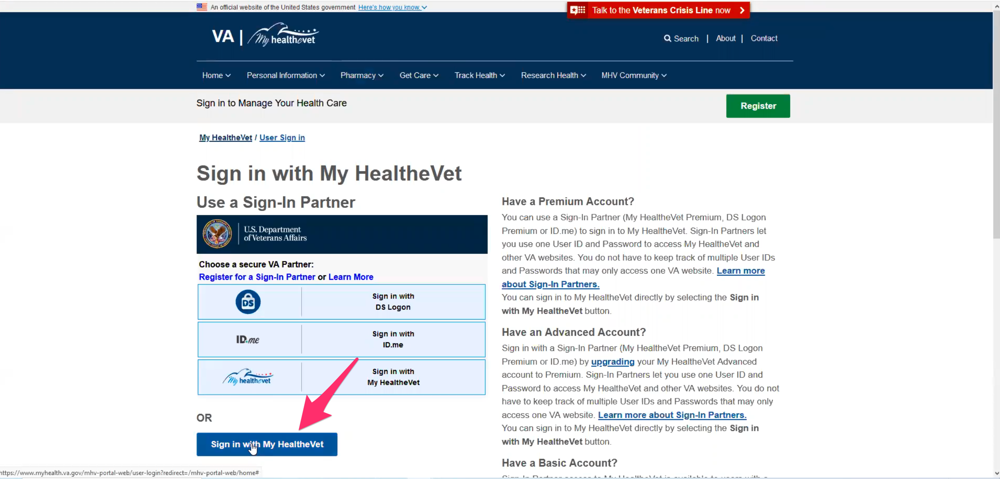 An official website of the United States government Here's how you know.
Talk to the Veterans Crisis Line now
VA | My healthevet
Search | About | Contact
Home Personal Information Pharmacy Get Care Track Health Research Health MHV Community
Sign in to Manage Your Health Care
Register
My HealtheVet / User Sign in
Sign in with My HealtheVet
Use a Sign-In Partner
U.S. Department
of Veterans Affairs
Choose a secure VA Partner:
Register for a Sign-In Partner or Learn More
DS
Sign in with
DS Logon
ID.me
Sign in with
ID.me
My healthevet
Sign in with
My HealtheVet
OR
Sign in with My HealtheVet
Have a Premium Account?
You can use a Sign-In Partner (My HealtheVet Premium, DS Logon
Premium or ID.me) to sign in to My HealtheVet. Sign-In Partners let
you use one User ID and Password to access My HealtheVet and
other VA websites. You do not have to keep track of multiple User IDs
and Passwords that may only access one VA website. Learn more
about Sign-In Partners.
You can sign in to My HealtheVet directly by selecting the Sign in
with My HealtheVet button.
Have an Advanced Account?
Sign in with a Sign-In Partner (My HealtheVet Premium, DS Logon
Premium or ID.me) by upgrading your My HealtheVet Advanced
account to Premium. Sign-In Partners let you use one User ID and
Password to access My HealtheVet and other VA websites. You do not
have to keep track of multiple User IDs and Passwords that may only
access one VA website. Learn more about Sign-In Partners.
You can sign in to My HealtheVet directly by selecting the Sign in
with My HealtheVet button.
Have a Basic Account?
https://www.myhealth.va.gov/mhv-portal-web/user-login?redirect=/mhv-portal-web/home#